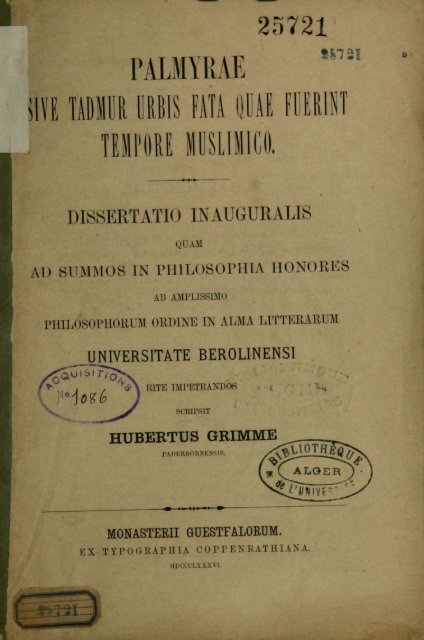 25721
25721
PALMYRAE
SIVE TADMUR URBIS FATA QUAE FUERINT
TEMPORE MUSLIMICO.
DISSERTATIO INAUGURALIS
QUAM
AD SUMMOS IN PHILOSOPHIA HONORES
AB AMPLISSIMO
PHILOSOPHORUM ORDINE IN ALMA LITTERARUM
UNIVERSITATE BEROLINENSI
RITE IMPETRANDOS
SCRIPSIT
HUBERTUS GRIMME
PADERBORNENSIS.
ACQUISITIONS
No 1086
BIBLIOTHÈQUE
ALGER
de L'UNIVE
MONASTERII GUESTFALORUM.
EX TYPOGRAPHIA COPPENRATHIANA.
MDCCCLXXXVI.
25721